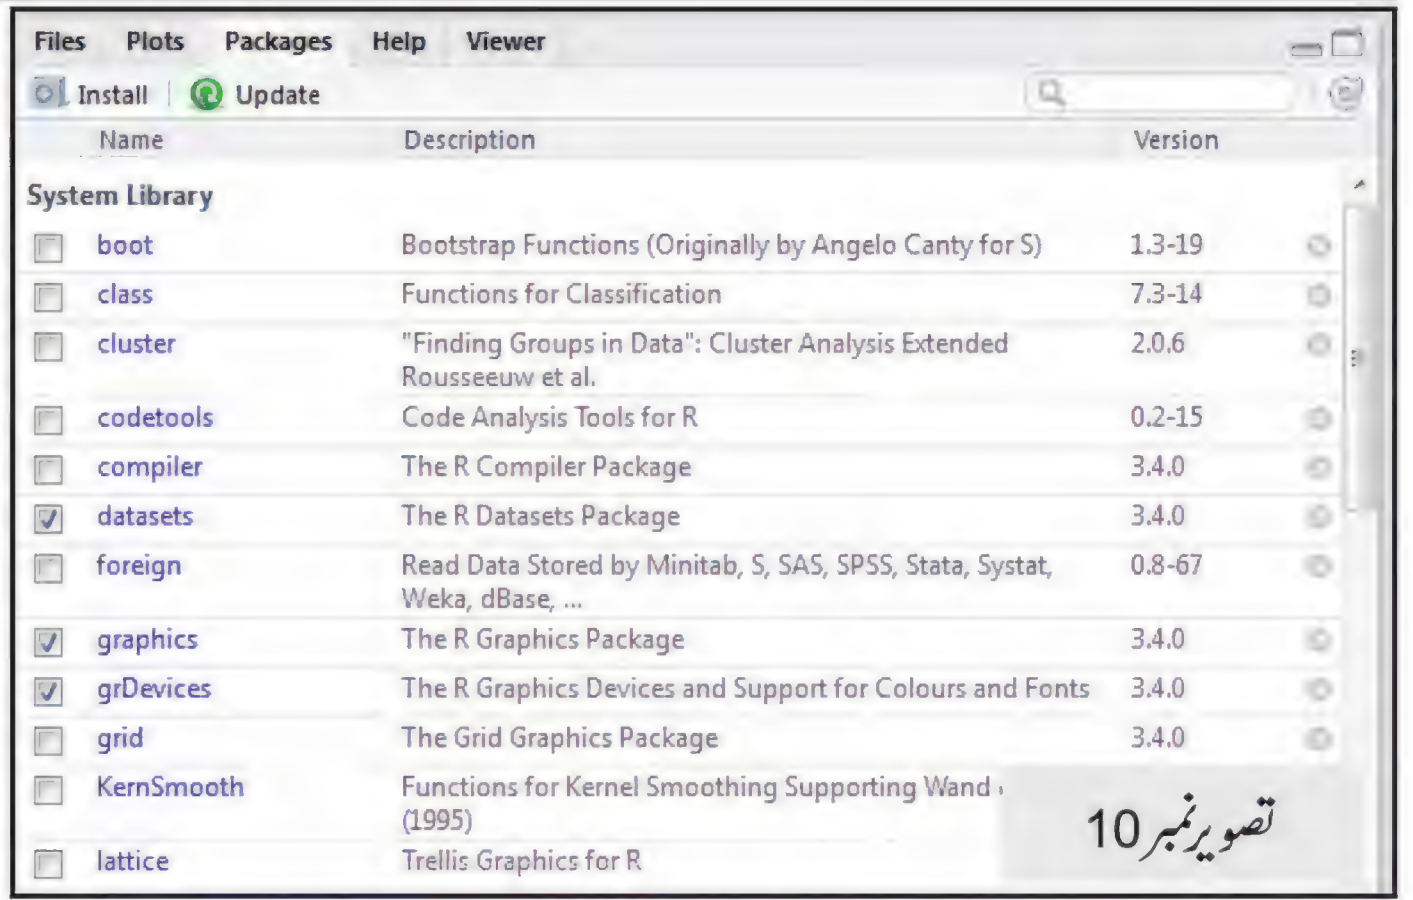 Files Plots Packages Help Viewer
Install Update
Name Description Version
System Library
boot Bootstrap Functions (Originally by Angelo Canty for S) 1.3-19
class Functions for Classification 7.3-14
cluster "Finding Groups in Data": Cluster Analysis Extended 2.0.6
Rousseeuw et al.
codetools Code Analysis Tools for R 0.2-15
compiler The R Compiler Package 3.4.0
datasets The R Datasets Package 3.4.0
foreign Read Data Stored by Minitab, S, SAS, SPSS, Stata, Systat, 0.8-67
Weka, dBase, ...
graphics The R Graphics Package 3.4.0
grDevices The R Graphics Devices and Support for Colours and Fonts 3.4.0
grid The Grid Graphics Package 3.4.0
KernSmooth Functions for Kernel Smoothing Supporting Wand
(1995)
تصویر نمبر 10
lattice Trellis Graphics for R